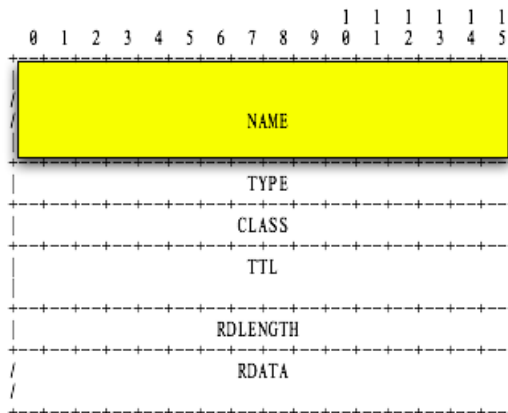 1 1 1 1 1 1
0 1 2 3 4 5 6 7 8 9 0 1 2 3 4 5
NAME
TYPE
CLASS
TTL
RDLENGTH
RDATA